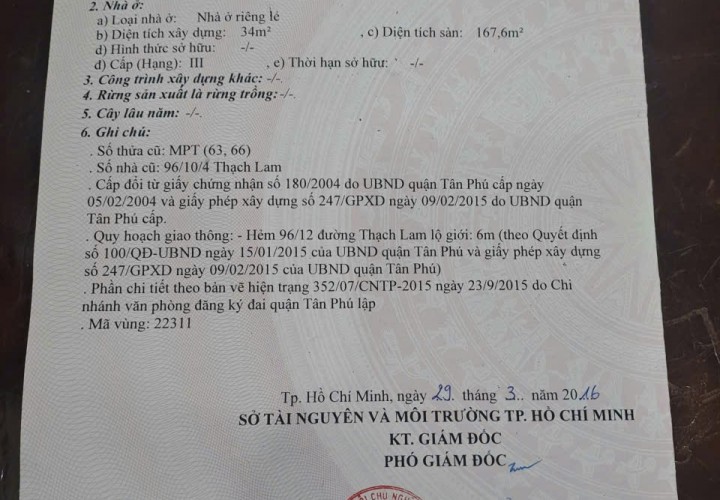 2. Nhà ở:
a) Loại nhà ở: Nhà ở riêng lẻ
b) Diện tích xây dựng: 34m² , c) Diện tích sàn: 167,6m²
d) Hình thức sở hữu: -/-
đ) Cấp (Hạng): III , e) Thời hạn sở hữu: -/-
3. Công trình xây dựng khác: -/-.
4. Rừng sản xuất là rừng trồng: -/-.
5. Cây lâu năm: -/-.
6. Ghi chú:
. Số thửa cũ: MPT (63, 66)
. Số nhà cũ: 96/10/4 Thạch Lam
. Cấp đổi từ giấy chứng nhận số 180/2004 do UBND quận Tân Phú cấp ngày
05/02/2004 và giấy phép xây dựng số 247/GPXD ngày 09/02/2015 do UBND quận
Tân Phú cấp.
. Quy hoạch giao thông: - Hẻm 96/12 đường Thạch Lam lộ giới: 6m (theo Quyết định
số 100/QĐ-UBND ngày 15/01/2015 của UBND quận Tân Phú và giấy phép xây dựng
số 247/GPXD ngày 09/02/2015 của UBND quận Tân Phú)
. Phần chi tiết theo bản vẽ hiện trạng 352/07/CNTP-2015 ngày 23/9/2015 do Chi
nhánh văn phòng đăng ký đai quận Tân Phú lập
. Mã vùng: 22311
Tp. Hồ Chí Minh, ngày 29 tháng 3.. năm 2016
SỞ TÀI NGUYÊN VÀ MÔI TRƯỜNG TP. HỒ CHÍ MINH
KT. GIÁM ĐỐC
PHÓ GIÁM ĐỐC